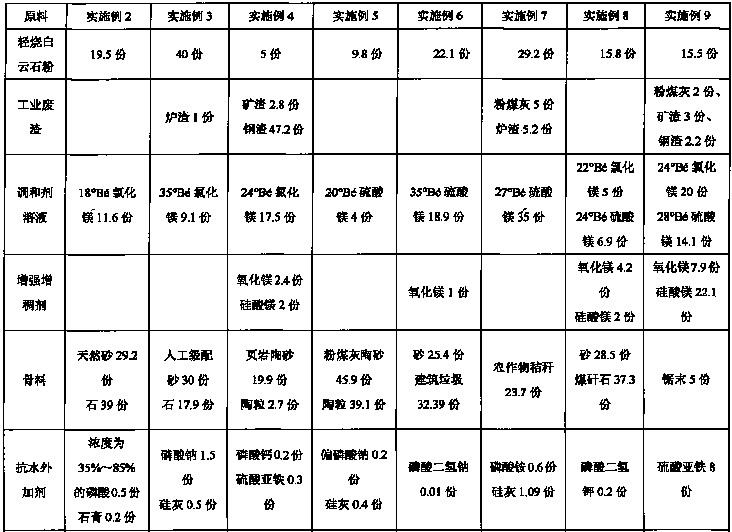 原料 实施例 2 实施例 3 实施例 4 实施例 5 实施例 6 实施例 7 实施例 8 实施例 9
轻烧白
云石粉
19.5 份 40 份 5 份 9.8 份 22.1 份 29.2 份 15.8 份 15.5 份
工业废
渣
炉渣 1 份
矿渣 2.8 份
钢渣 47.2 份
粉煤灰 5 份
炉渣 5.2 份
粉煤灰 2 份、
矿渣 3 份、
钢渣 2.2 份
调和剂
溶液
18°Bé 氯化
镁 11.6 份
35°Bé 氯化
镁 9.1 份
24°Bé 氯化
镁 17.5 份
20°Bé 硫酸
镁 4 份
35°Bé 硫酸
镁 18.9 份
27°Bé 硫酸
镁 35 份
22°Bé 氯化
镁 5 份
24°Bé 硫酸
镁 6.9 份
24°Bé 氯化
镁 20 份
28°Bé 硫酸
镁 14.1 份
增强增
稠剂
氧化镁 2.4 份
硅酸镁 2 份
氧化镁 1 份
氧化镁 4.2
份
硅酸镁 2 份
氧化镁 7.9 份
硅酸镁 22.1
份
骨料
天然砂 29.2
份
石 39 份
人工级配
砂 30 份
石 17.9 份
页岩陶砂
19.9 份
陶粒 2.7 份
粉煤灰陶砂
45.9 份
陶粒 39.1 份
砂 25.4 份
建筑垃圾
32.39 份
农作物秸秆
23.7 份
砂 28.5 份
煤矸石 37.3
份
锯末 5 份
抗水外
加剂
浓度为
35%～85%
的磷酸 0.5 份
石膏 0.2 份
磷酸钠 1.5
份
硅灰 0.5 份
磷酸钙 0.2 份
硫酸亚铁 0.3
份
偏磷酸钠 0.2
份
硅灰 0.4 份
磷酸二氢钠
0.01 份
磷酸铵 0.6 份
硅灰 1.09 份
磷酸二氢
钾 0.2 份
硫酸亚铁 8
份